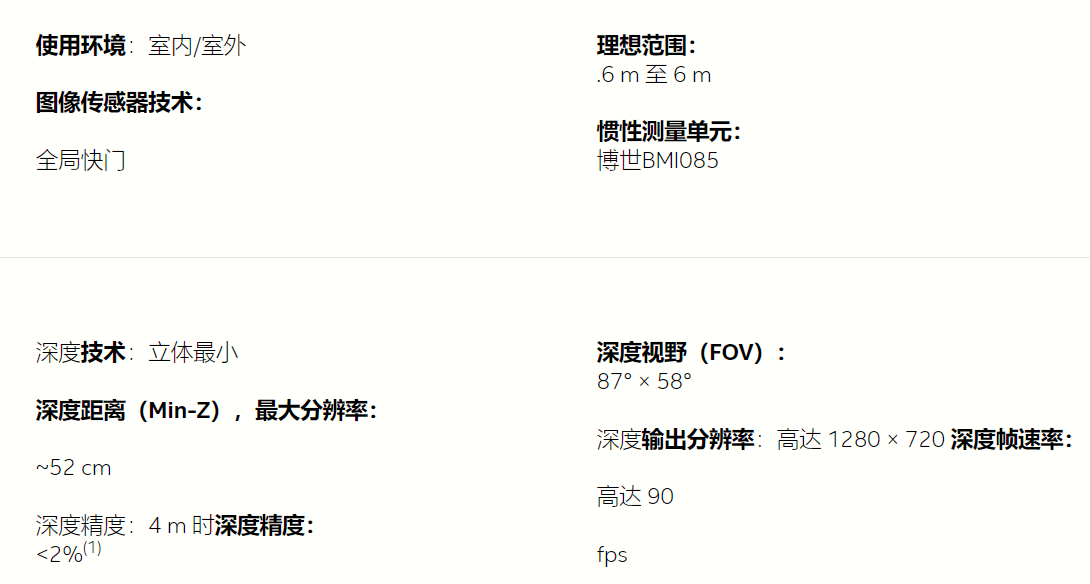 使用环境：室内/室外
图像传感器技术：
全局快门
理想范围：
.6 m 至 6 m
惯性测量单元：
博世BMI085
深度技术：立体最小
深度距离（Min-Z），最大分辨率：
~52 cm
深度精度：4 m 时深度精度：
<2%(1)
深度视野（FOV）：
87° × 58°
深度输出分辨率：高达 1280 × 720 深度帧速率：
高达 90
fps